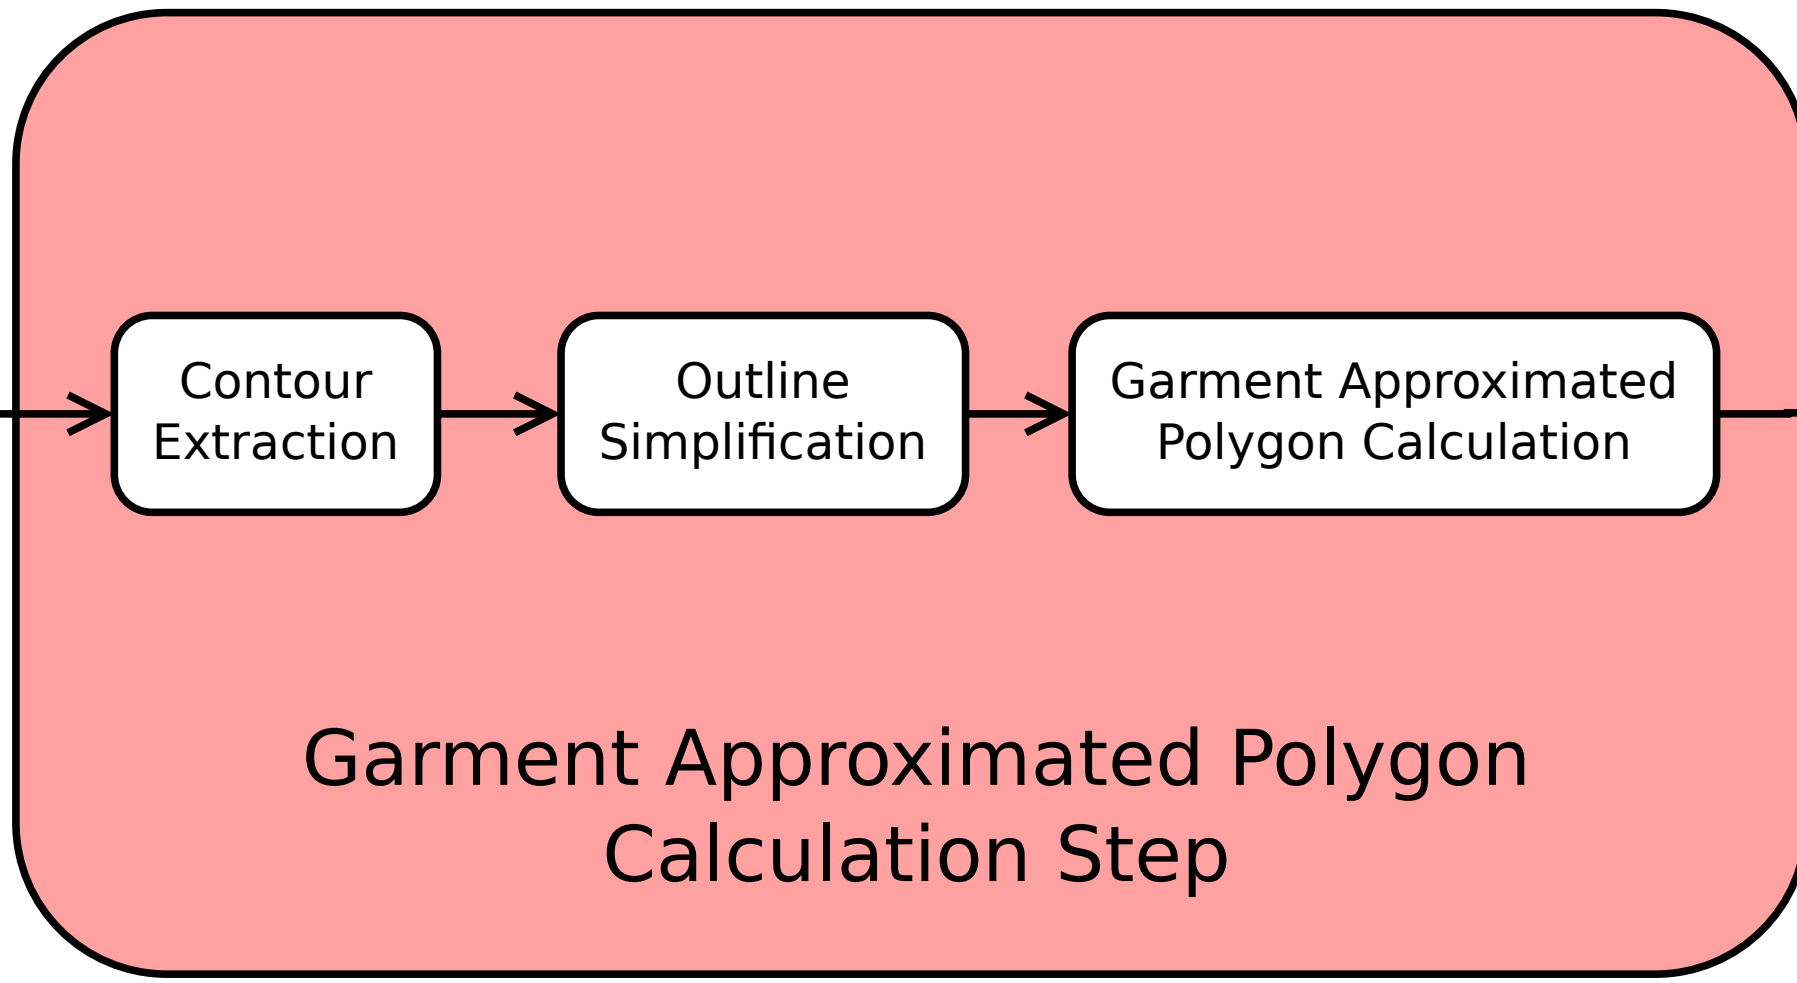 Contour
Extraction
Outline
Simplification
Garment Approximated
Polygon Calculation
Garment Approximated Polygon
Calculation Step